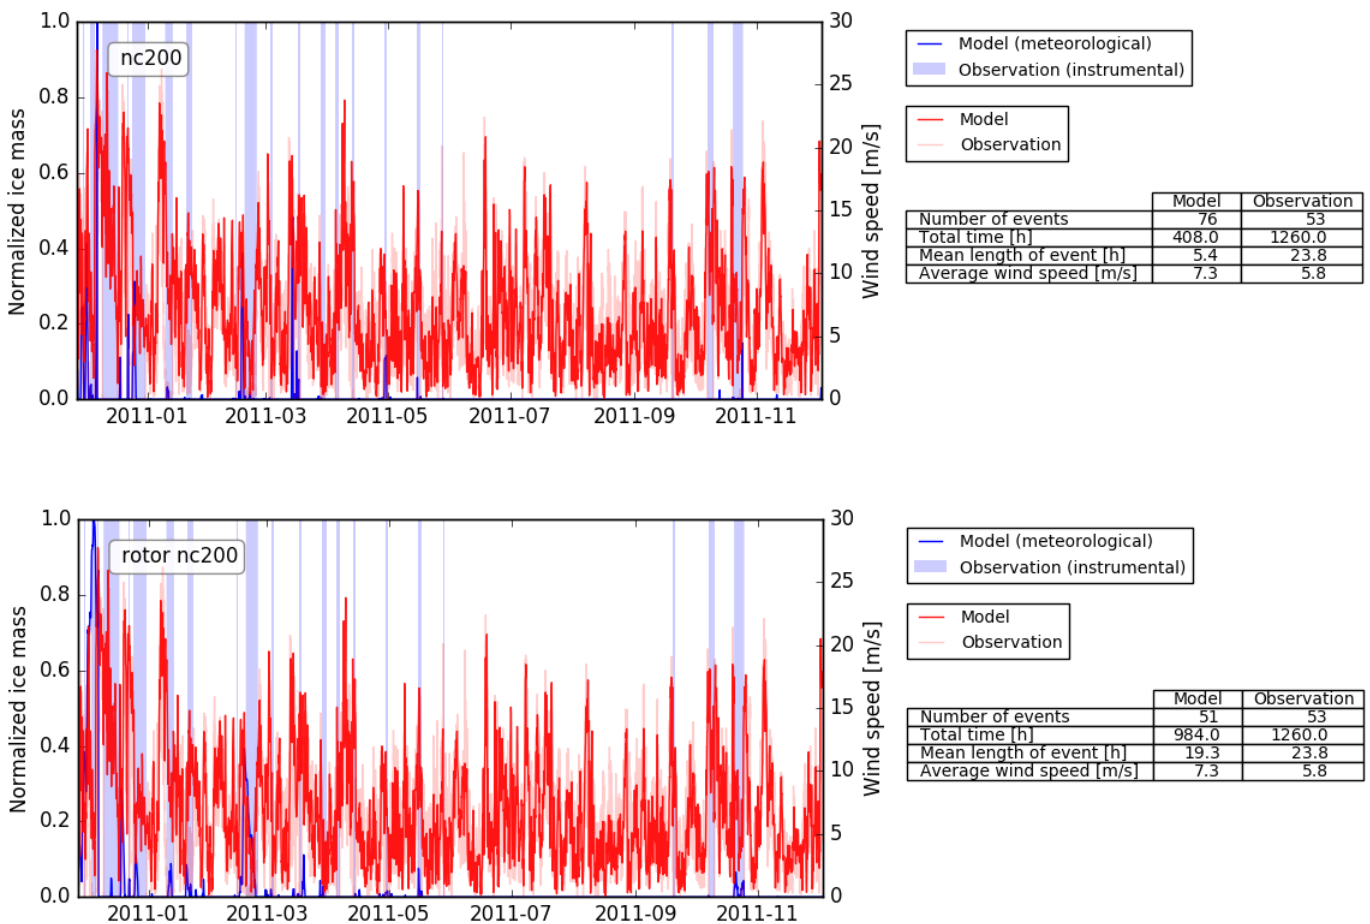 1.0
0.8
0.6
0.4
0.2
0.0
Normalized ice mass
nc200
30
25
20
15
10
5
0
Wind speed [m/s]
2011-01 2011-03 2011-05 2011-07 2011-09 2011-11
Model (meteorological)
Observation (instrumental)
Model
Observation
Model Observation
Number of events 76 53
Total time [h] 408.0 1260.0
Mean length of event [h] 5.4 23.8
Average wind speed [m/s] 7.3 5.8
1.0
0.8
0.6
0.4
0.2
0.0
Normalized ice mass
rotor nc200
30
25
20
15
10
5
0
Wind speed [m/s]
2011-01 2011-03 2011-05 2011-07 2011-09 2011-11
Model (meteorological)
Observation (instrumental)
Model
Observation
Model Observation
Number of events 51 53
Total time [h] 984.0 1260.0
Mean length of event [h] 19.3 23.8
Average wind speed [m/s] 7.3 5.8